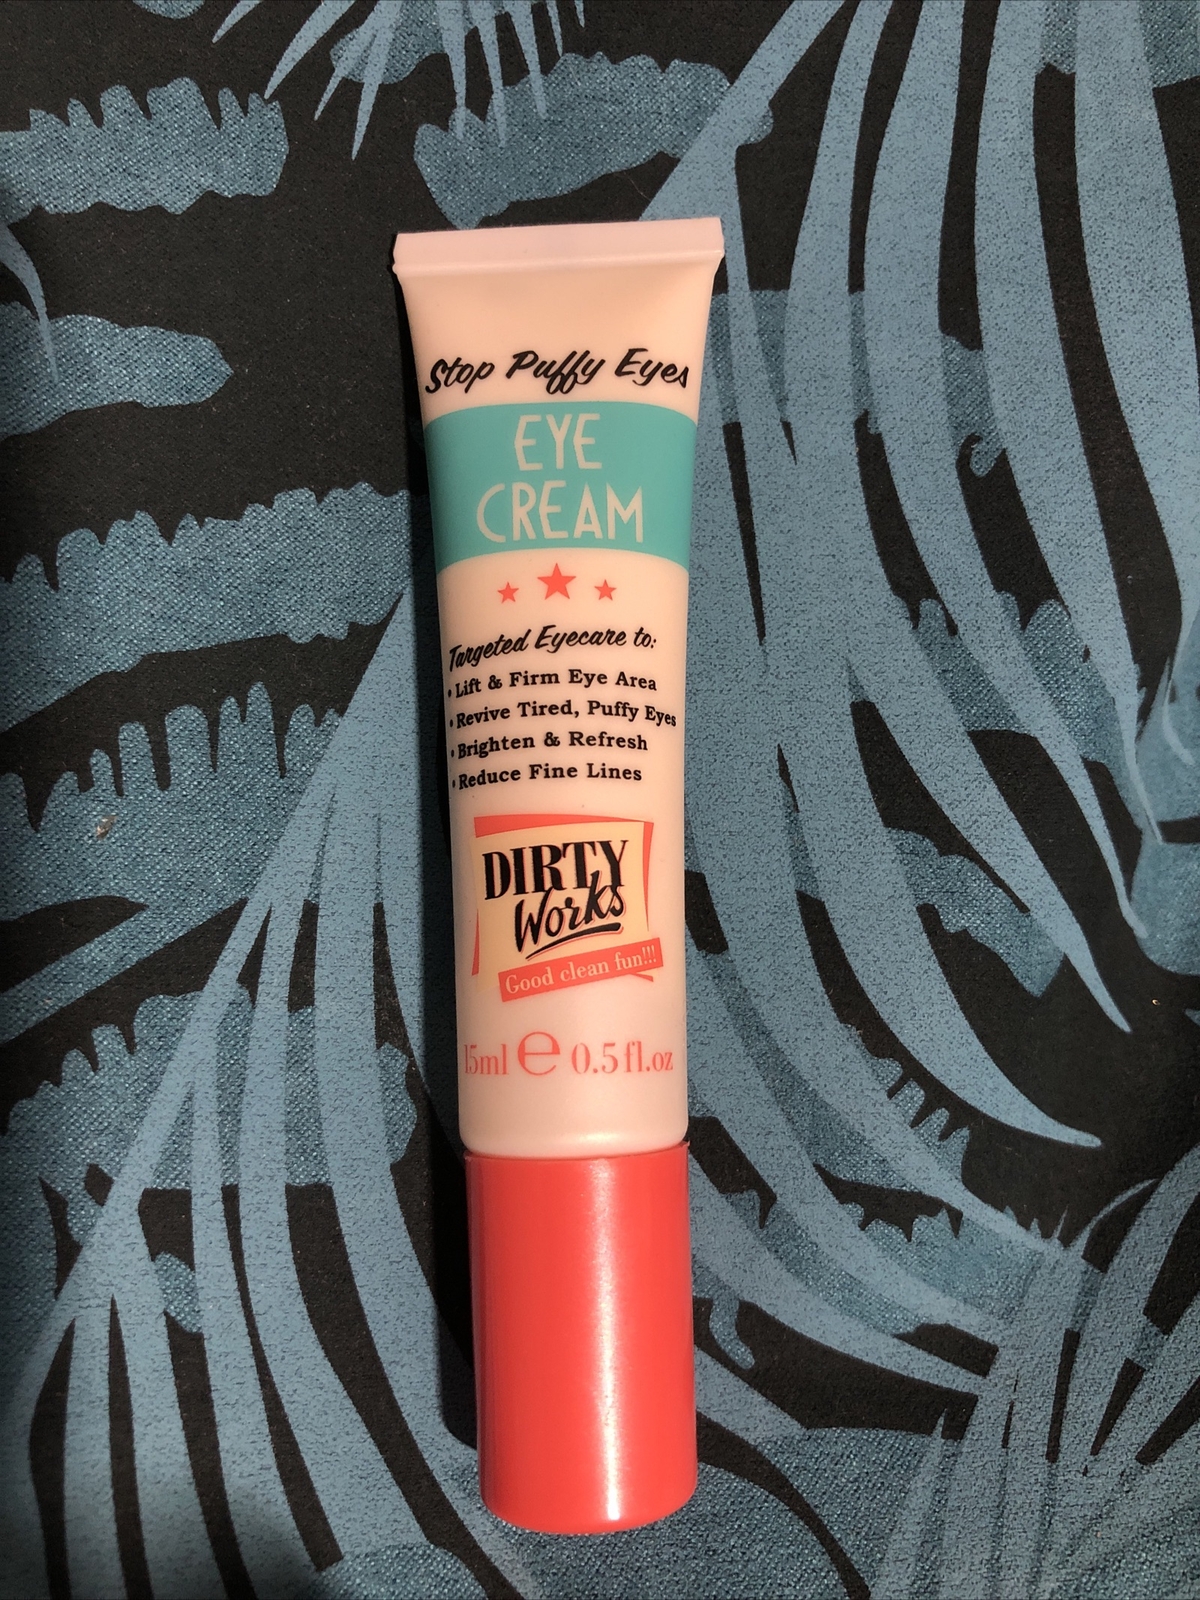 Stop Puffy Eyes
EYE
CREAM
Targeted Eyecare to:
• Lift & Firm Eye Area
• Revive Tired, Puffy Eyes
• Brighten & Refresh
• Reduce Fine Lines
DIRTY
Works
Good clean fun!!!
15ml ℮ 0.5 fl.oz